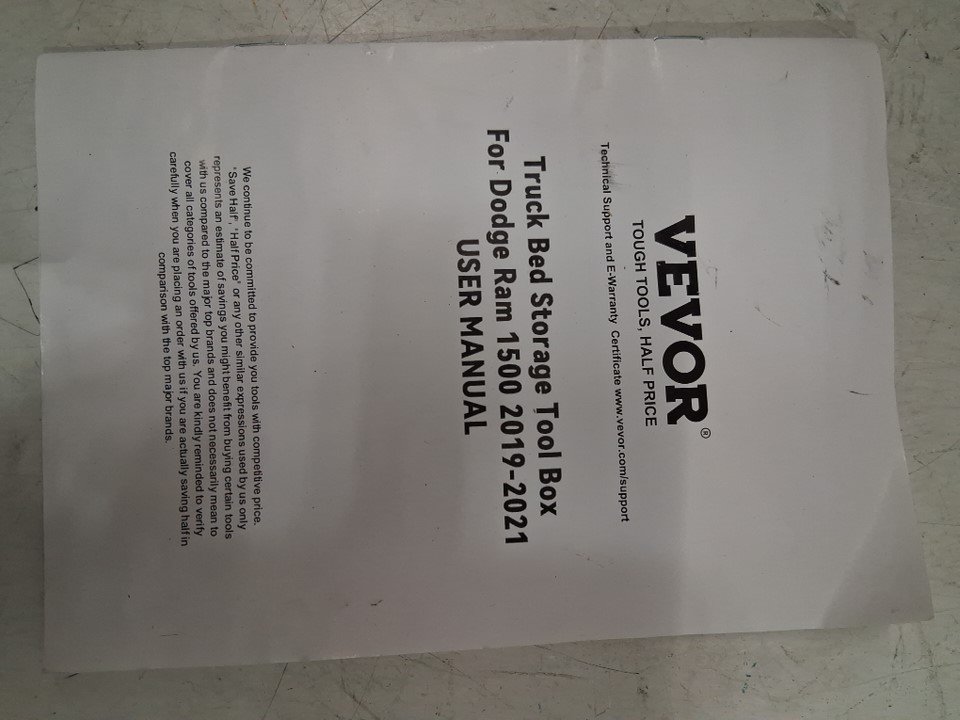 VEVOR®
TOUGH TOOLS, HALF PRICE
Technical Support and E-Warranty Certificate www.vevor.com/support
Truck Bed Storage Tool Box
For Dodge Ram 1500 2019-2021
USER MANUAL
We continue to be committed to provide you tools with competitive price.
"Save Half", "Half Price" or any other similar expressions used by us only
represents an estimate of savings you might benefit from buying certain tools
with us compared to the major top brands and does not necessarily mean to
cover all categories of tools offered by us. You are kindly reminded to verify
carefully when you are placing an order with us if you are actually saving half in
comparison with the top major brands.